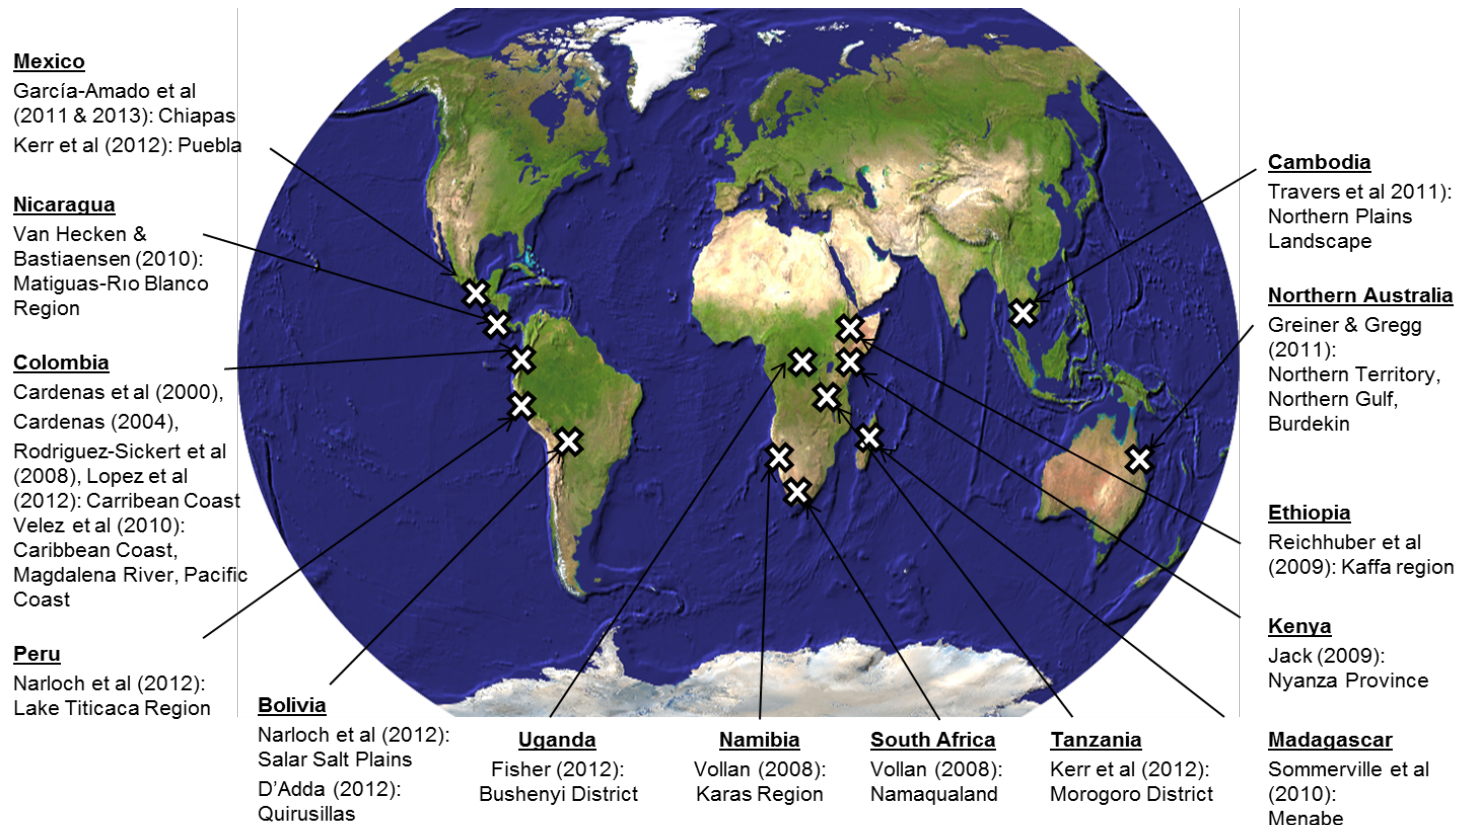 Mexico
García-Amado et al
(2011 & 2013): Chiapas
Kerr et al (2012): Puebla
Nicaragua
Van Hecken &
Bastiaensen (2010):
Matiguas-Rıo Blanco
Region
Colombia
Cardenas et al (2000),
Cardenas (2004),
Rodriguez-Sickert et al
(2008), Lopez et al
(2012): Carribean Coast
Velez et al (2010):
Caribbean Coast,
Magdalena River, Pacific
Coast
Peru
Narloch et al (2012):
Lake Titicaca Region
Bolivia
Narloch et al (2012):
Salar Salt Plains
D'Adda (2012):
Quirusillas
Uganda
Fisher (2012):
Bushenyi District
Namibia
Vollan (2008):
Karas Region
South Africa
Vollan (2008):
Namaqualand
Tanzania
Kerr et al (2012):
Morogoro District
Cambodia
Travers et al 2011):
Northern Plains
Landscape
Northern Australia
Greiner & Gregg
(2011):
Northern Territory,
Northern Gulf,
Burdekin
Ethiopia
Reichhuber et al
(2009): Kaffa region
Kenya
Jack (2009):
Nyanza Province
Madagascar
Sommerville et al
(2010):
Menabe